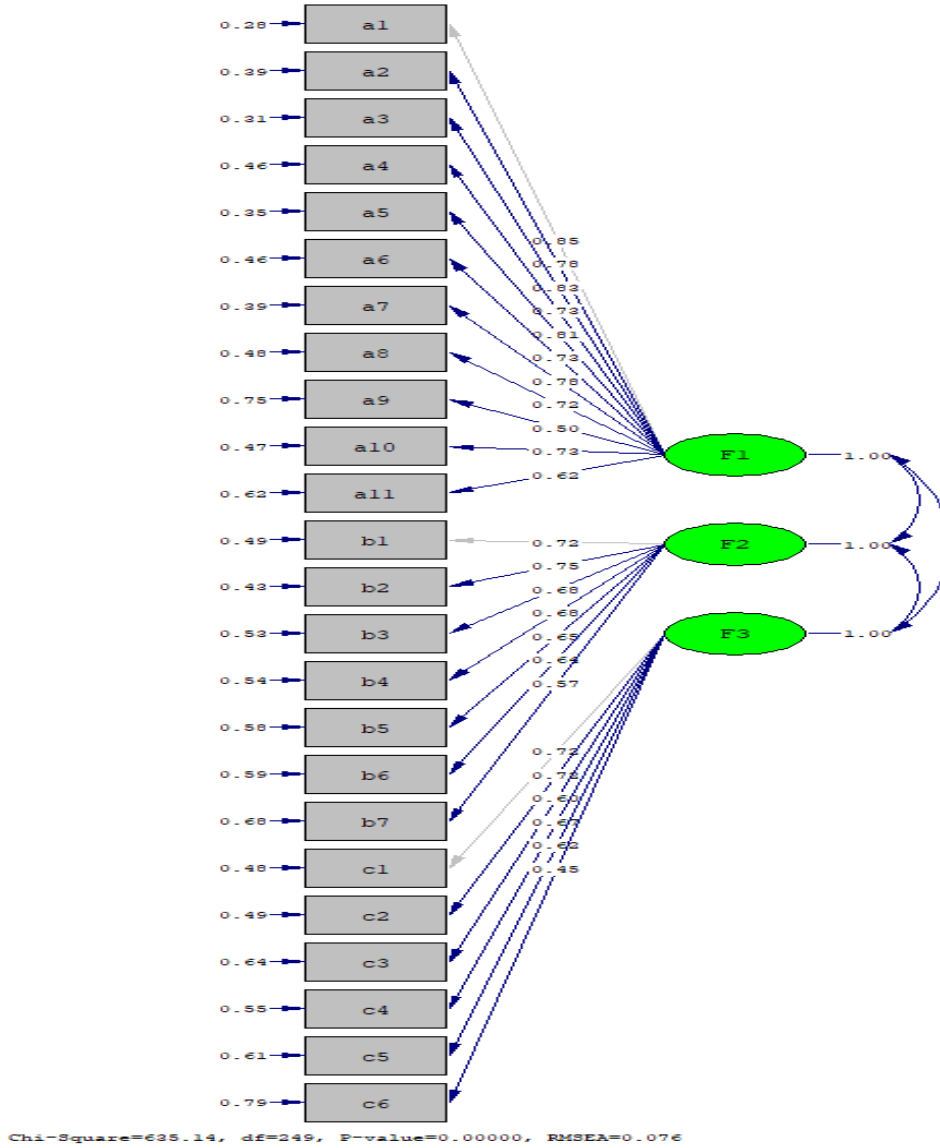 0.28 a1
0.39 a2
0.31 a3
0.46 a4
0.35 a5
0.46 a6
0.39 a7
0.48 a8
0.75 a9
0.47 a10
0.62 a11
0.49 b1
0.43 b2
0.53 b3
0.54 b4
0.58 b5
0.59 b6
0.68 b7
0.48 c1
0.49 c2
0.64 c3
0.55 c4
0.61 c5
0.79 c6
0.85
0.78
0.83
0.73
0.81
0.73
0.78
0.72
0.50
0.73
0.62
0.72
0.75
0.68
0.68
0.65
0.64
0.57
0.72
0.72
0.60
0.67
0.62
0.45
F1 1.00
F2 1.00
F3 1.00
Chi-Square=635.14, df=249, P-value=0.00000, RMSEA=0.076